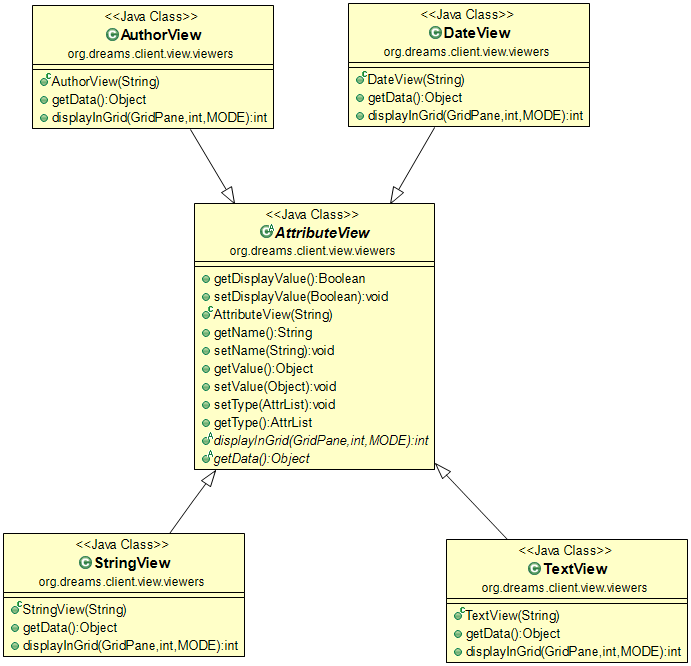 <<Java Class>>
AuthorView
org.dreams.client.view.viewers
AuthorView(String)
getData():Object
displayInGrid(GridPane,int,MODE):int
<<Java Class>>
DateView
org.dreams.client.view.viewers
DateView(String)
getData():Object
displayInGrid(GridPane,int,MODE):int
<<Java Class>>
AttributeView
org.dreams.client.view.viewers
getDisplayValue():Boolean
setDisplayValue(Boolean):void
AttributeView(String)
getName():String
setName(String):void
getValue():Object
setValue(Object):void
setType(AttrList):void
getType():AttrList
displayInGrid(GridPane,int,MODE):int
getData():Object
<<Java Class>>
StringView
org.dreams.client.view.viewers
StringView(String)
getData():Object
displayInGrid(GridPane,int,MODE):int
<<Java Class>>
TextView
org.dreams.client.view.viewers
TextView(String)
getData():Object
displayInGrid(GridPane,int,MODE):int